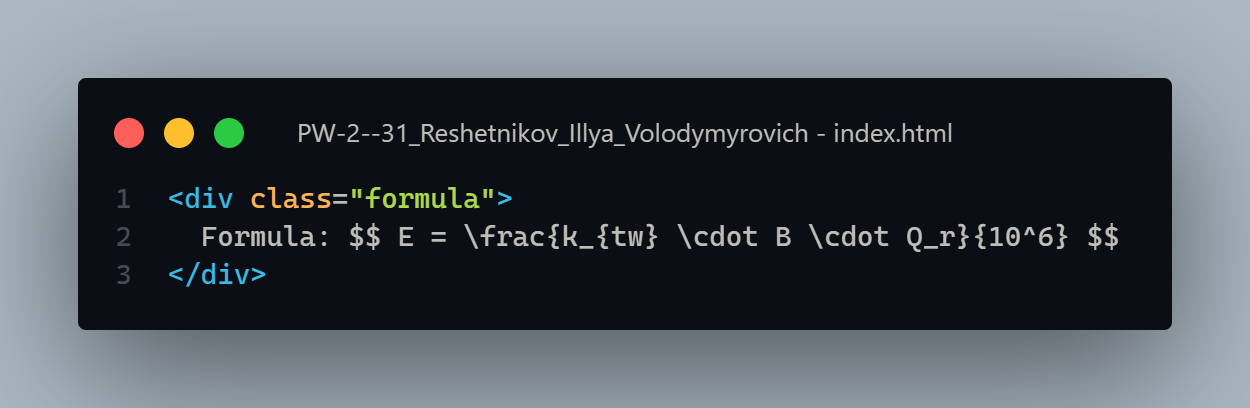 PW-2--31_Reshetnikov_Illya_Volodymyrovich - index.html
1 <div class="formula">
2   Formula: $$ E = \frac{k_{tw} \cdot B \cdot Q_r}{10^6} $$
3 </div>